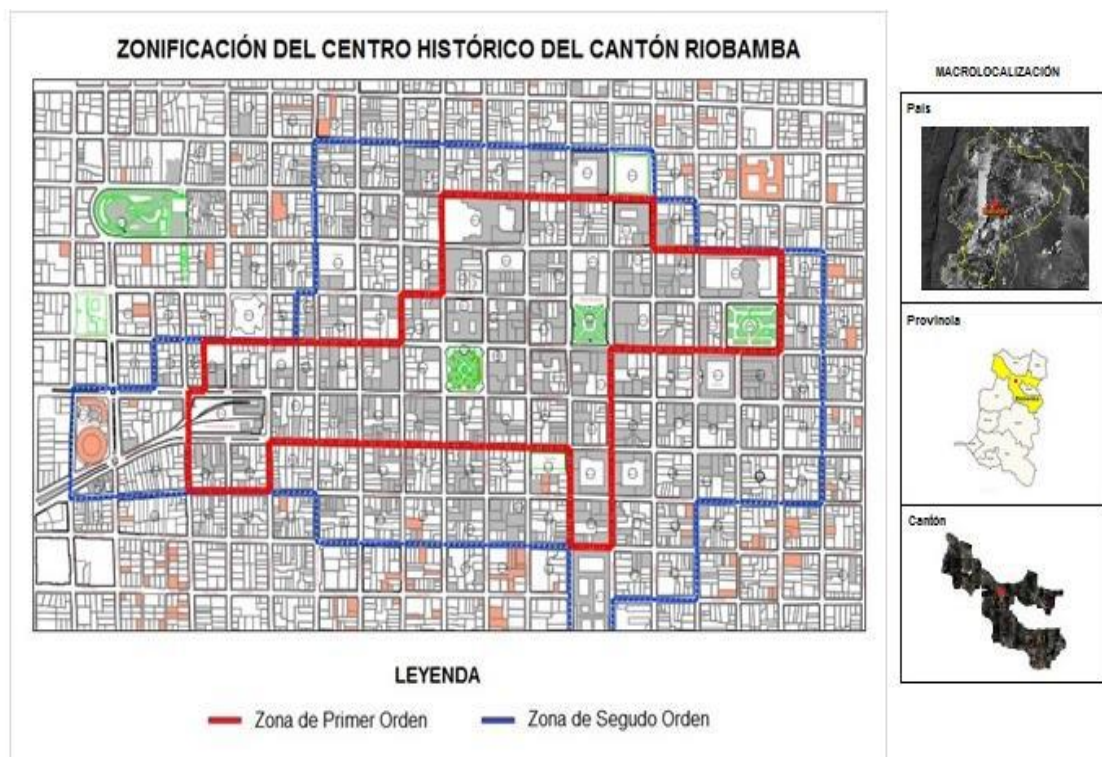 ZONIFICACIÓN DEL CENTRO HISTÓRICO DEL CANTÓN RIOBAMBA
LEYENDA
Zona de Primer Orden
Zona de Segudo Orden
MACROLOCALIZACIÓN
País
Provincia
Cantón